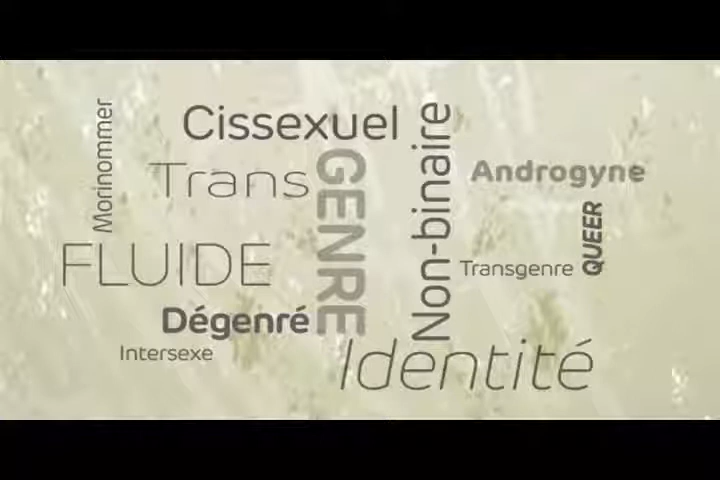 Morinommer
Cissexuel
Trans
GENRE
Non-binaire
Androgyne
QUEER
FLUIDE
Transgenre
Dégenré
Intersexe
Identité